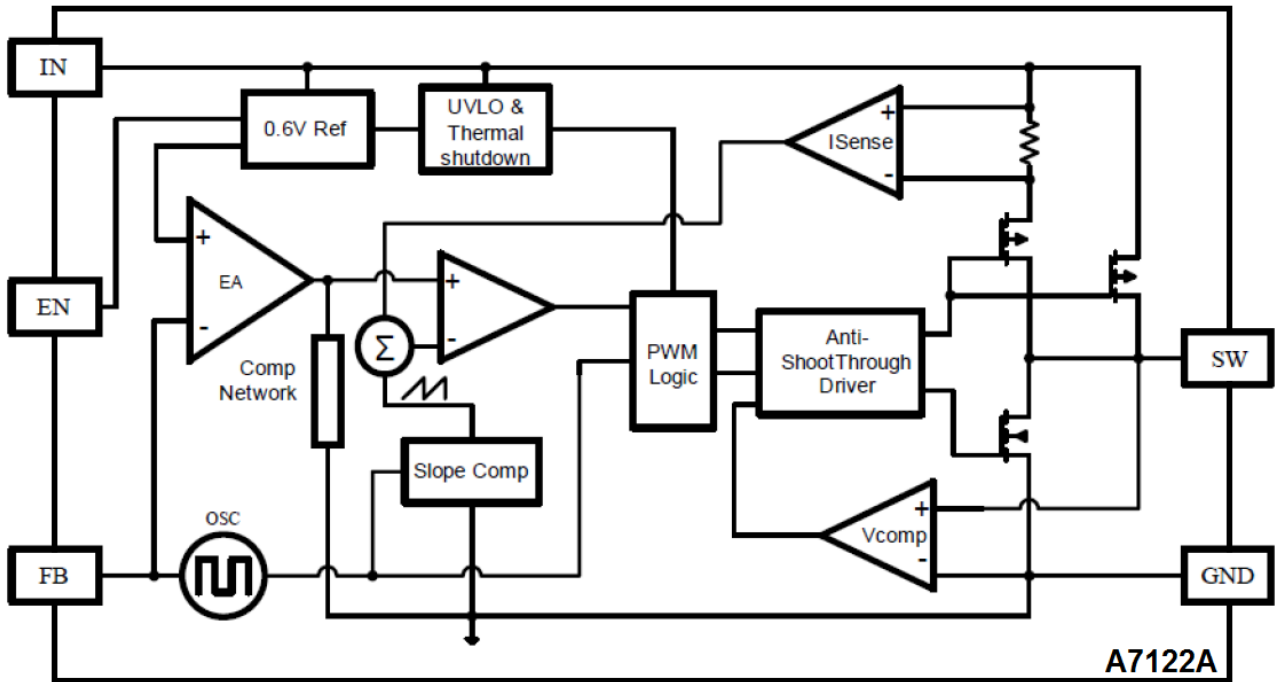 IN
0.6V Ref
UVLO &
Thermal
shutdown
+
ISense
-
+
EA
-
EN
+
-
Σ
Comp
Network
PWM
Logic
Anti-
ShootThrough
Driver
SW
Slope Comp
+
Vcomp
-
OSC
FB
GND
A7122A